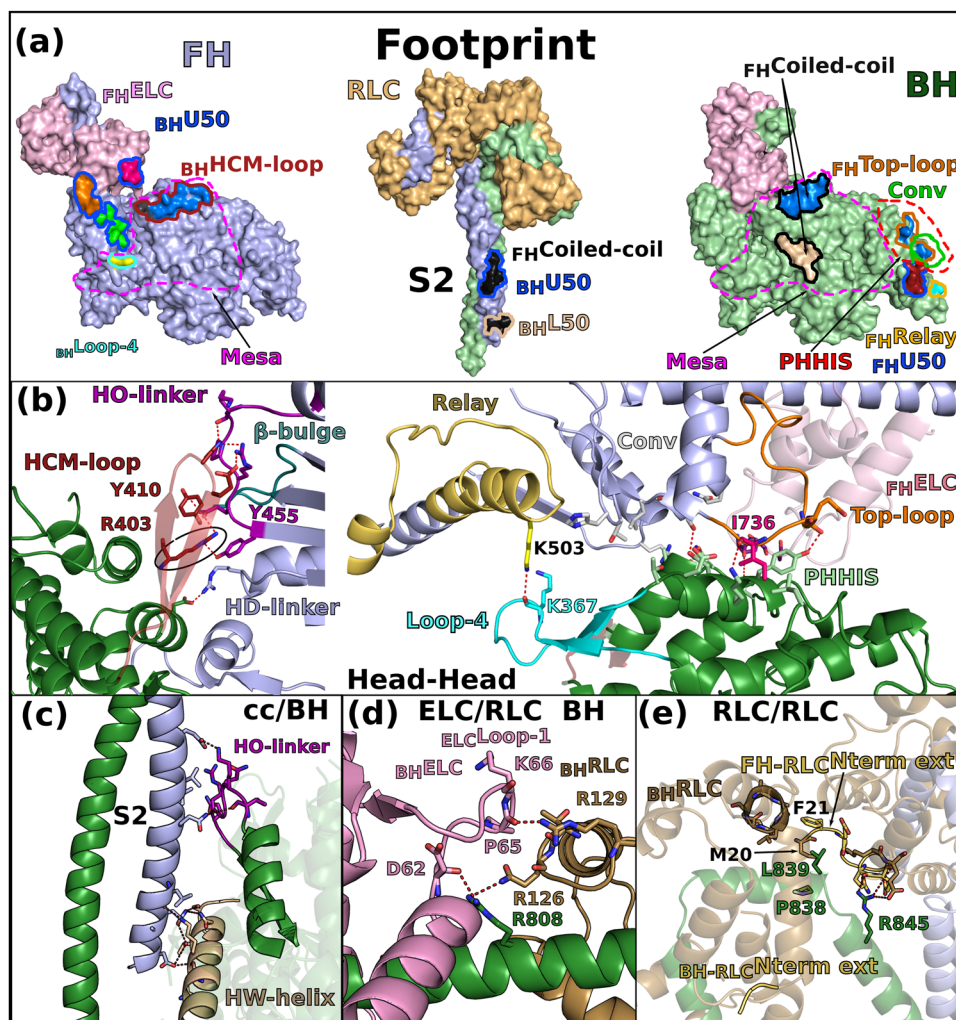 (a)
FH
Footprint
BH
FHELC
BHU50
BHHCM-loop
BHLoop-4
Mesa
RLC
S2
FHCoiled-coil
BHU50
BHL50
FHCoiled-coil
FHTop-loop
Conv
Mesa
PHHIS
FHRelay
FHU50
(b)
HO-linker
β-bulge
HCM-loop
Y410
Y455
R403
HD-linker
Relay
Conv
FHELC
I736
Top-loop
K503
PHHIS
K367
Loop-4
Head-Head
(c)
cc/BH
HO-linker
S2
HW-helix
(d)
ELC/RLC BH
ELCLoop-1
K66
BHELC
BHRLC
R129
P65
D62
R126
R808
(e)
RLC/RLC
FH-RLCNterm ext
BHRLC
F21
M20
L839
P838
R845
BH-RLCNterm ext